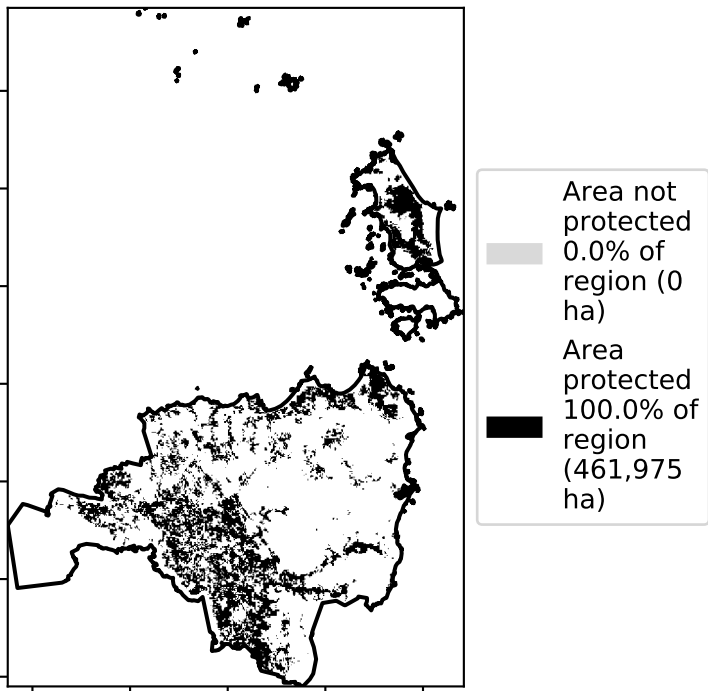 Area not
protected
0.0% of
region (0
ha)
Area
protected
100.0% of
region
(461,975
ha)